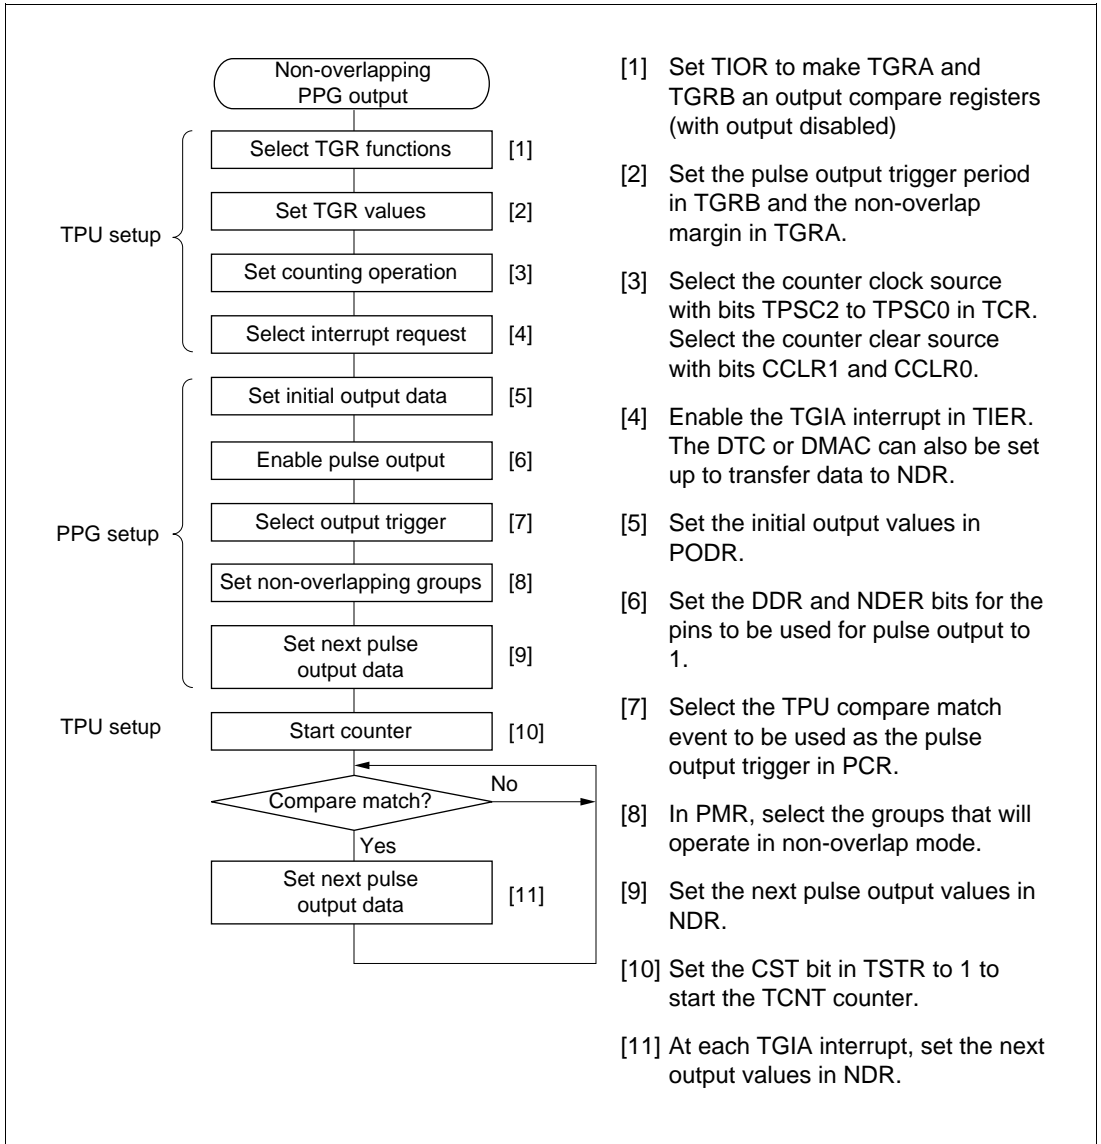 Non-overlapping
PPG output
TPU setup
Select TGR functions [1]
Set TGR values [2]
Set counting operation [3]
Select interrupt request [4]
PPG setup
Set initial output data [5]
Enable pulse output [6]
Select output trigger [7]
Set non-overlapping groups [8]
Set next pulse
output data [9]
TPU setup
Start counter [10]
Compare match? No
Yes
Set next pulse
output data [11]
[1] Set TIOR to make TGRA and
TGRB an output compare registers
(with output disabled)
[2] Set the pulse output trigger period
in TGRB and the non-overlap
margin in TGRA.
[3] Select the counter clock source
with bits TPSC2 to TPSC0 in TCR.
Select the counter clear source
with bits CCLR1 and CCLR0.
[4] Enable the TGIA interrupt in TIER.
The DTC or DMAC can also be set
up to transfer data to NDR.
[5] Set the initial output values in
PODR.
[6] Set the DDR and NDER bits for the
pins to be used for pulse output to
1.
[7] Select the TPU compare match
event to be used as the pulse
output trigger in PCR.
[8] In PMR, select the groups that will
operate in non-overlap mode.
[9] Set the next pulse output values in
NDR.
[10] Set the CST bit in TSTR to 1 to
start the TCNT counter.
[11] At each TGIA interrupt, set the next
output values in NDR.